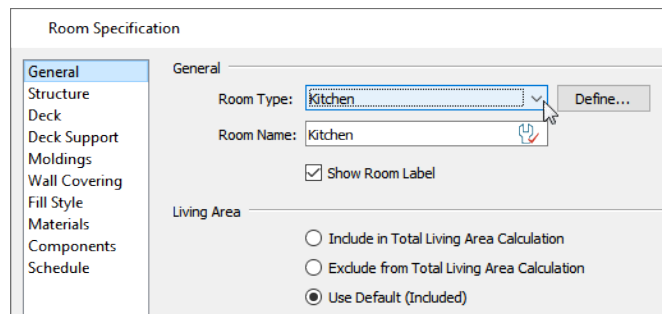 Room Specification
General
Structure
Deck
Deck Support
Moldings
Wall Covering
Fill Style
Materials
Components
Schedule
General
Room Type: Kitchen Define...
Room Name: Kitchen
Show Room Label
Living Area
Include in Total Living Area Calculation
Exclude from Total Living Area Calculation
Use Default (Included)